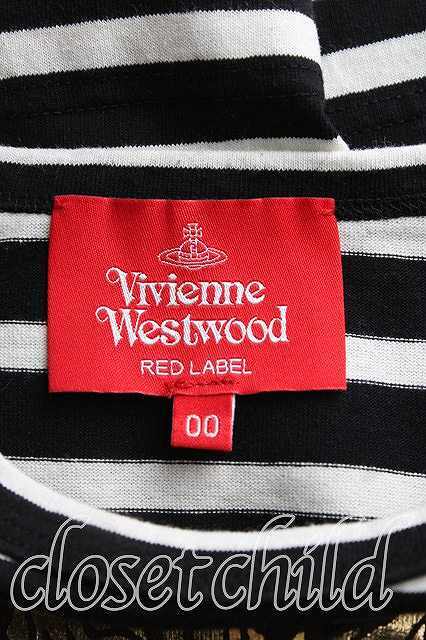 Vivienne
Westwood
RED LABEL
00
closetchild